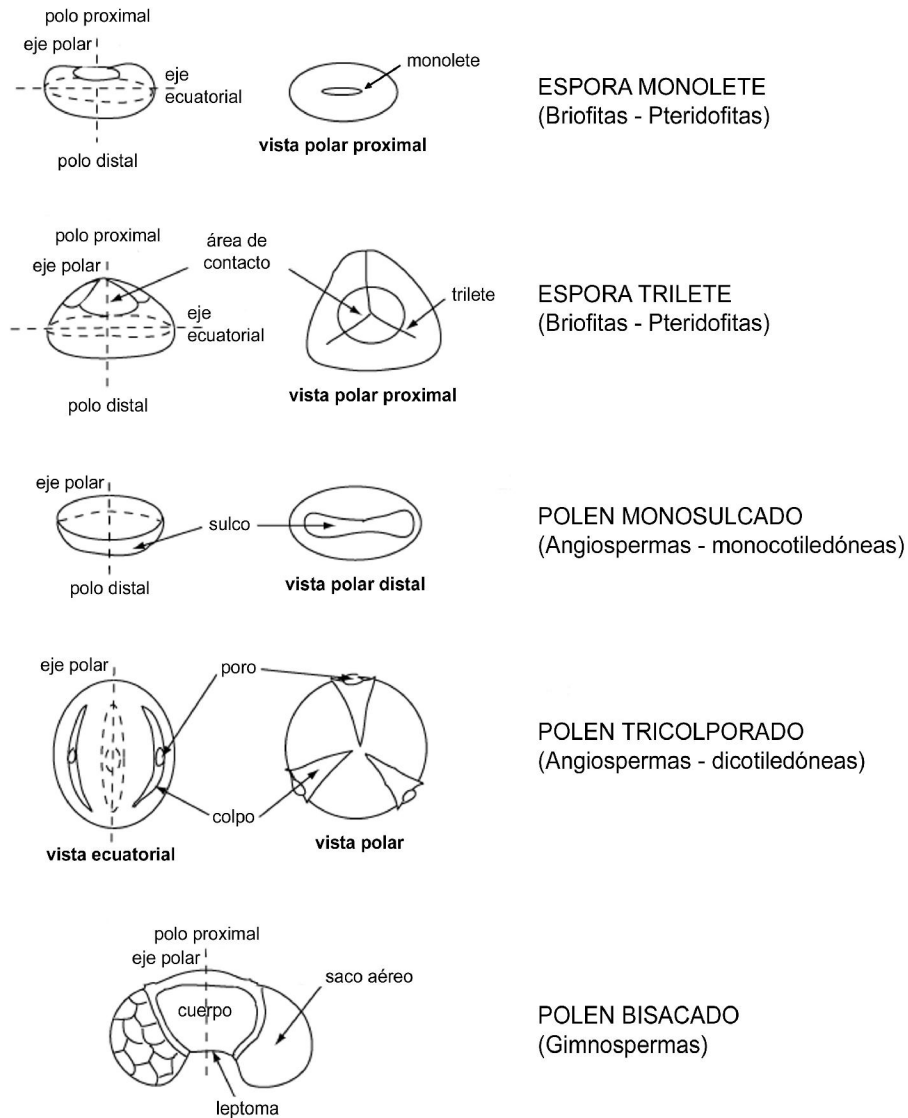 polo proximal
eje polar
eje
ecuatorial
polo distal
monolete
vista polar proximal
ESPORA MONOLETE
(Briofitas - Pteridofitas)
polo proximal
eje polar
área de
contacto
eje
ecuatorial
polo distal
trilete
vista polar proximal
ESPORA TRILETE
(Briofitas - Pteridofitas)
eje polar
sulco
polo distal
vista polar distal
POLEN MONOSULCADO
(Angiospermas - monocotiledóneas)
eje polar
poro
colpo
vista ecuatorial
vista polar
POLEN TRICOLPORADO
(Angiospermas - dicotiledóneas)
polo proximal
eje polar
saco aéreo
cuerpo
leptoma
POLEN BISACADO
(Gimnospermas)